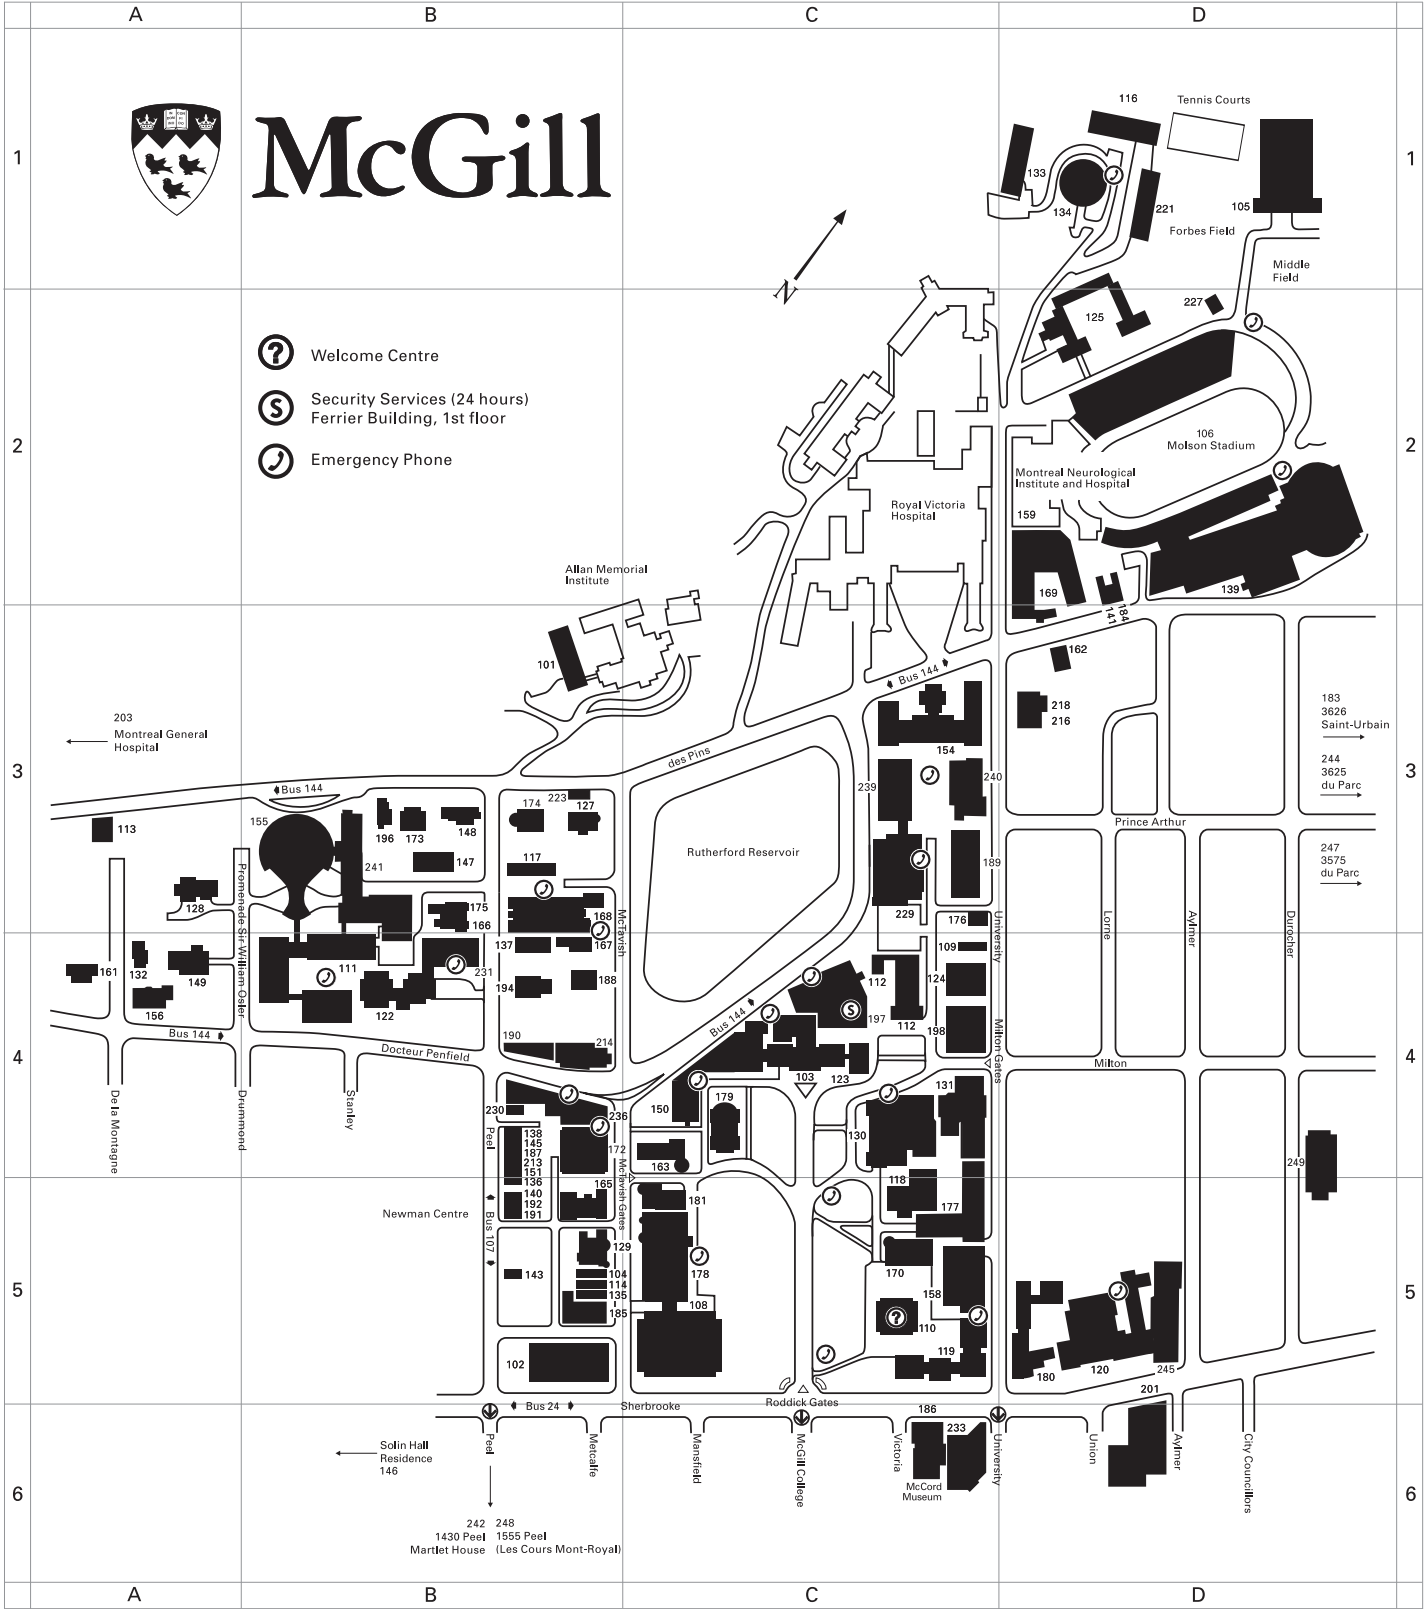 A B C D
McGill
1 1
116
Tennis Courts
133
134
221
105
Forbes Field
Middle
Field
N
227
125
Welcome Centre
Security Services (24 hours)
Ferrier Building, 1st floor
Emergency Phone
2 2
106
Molson Stadium
Montreal Neurological
Institute and Hospital
Royal Victoria
Hospital
159
Allan Memorial
Institute
169
184
141
139
101
162
Bus 144
218
216
203
Montreal General
Hospital
183
3626
Saint-Urbain
154
des Pins
244
3625
du Parc
3 3
Bus 144
239
240
223
174
127
155
113
196
173
148
Prince Arthur
241
147
117
Rutherford Reservoir
189
247
3575
du Parc
Promenade Sir William Osler
128
175
166
168
McTavish
229
176
University
Lorne
Aylmer
Durocher
137
167
109
161
132
149
111
231
194
188
112
124
156
122
Bus 144
197
112
198
Milton Gates
Bus 144
190
214
Docteur Penfield
4 4
Milton
103
123
131
De la Montagne
Drummond
Stanley
230
236
150
179
Peel
138
145
187
213
151
136
172
McTavish Gates
130
163
249
165
118
140
192
191
181
177
Newman Centre
Bus 107
129
143
104
114
135
185
178
170
5 5
108
158
110
102
119
180
120
245
201
Bus 24
Sherbrooke
Roddick Gates
186
233
Solin Hall
Residence
146
Peel
Metcalfe
Mansfield
McGill College
Victoria
University
Union
Aylmer
City Councillors
McCord
Museum
6 6
242
1430 Peel
Martlet House
248
1555 Peel
(Les Cours Mont-Royal)
A B C D